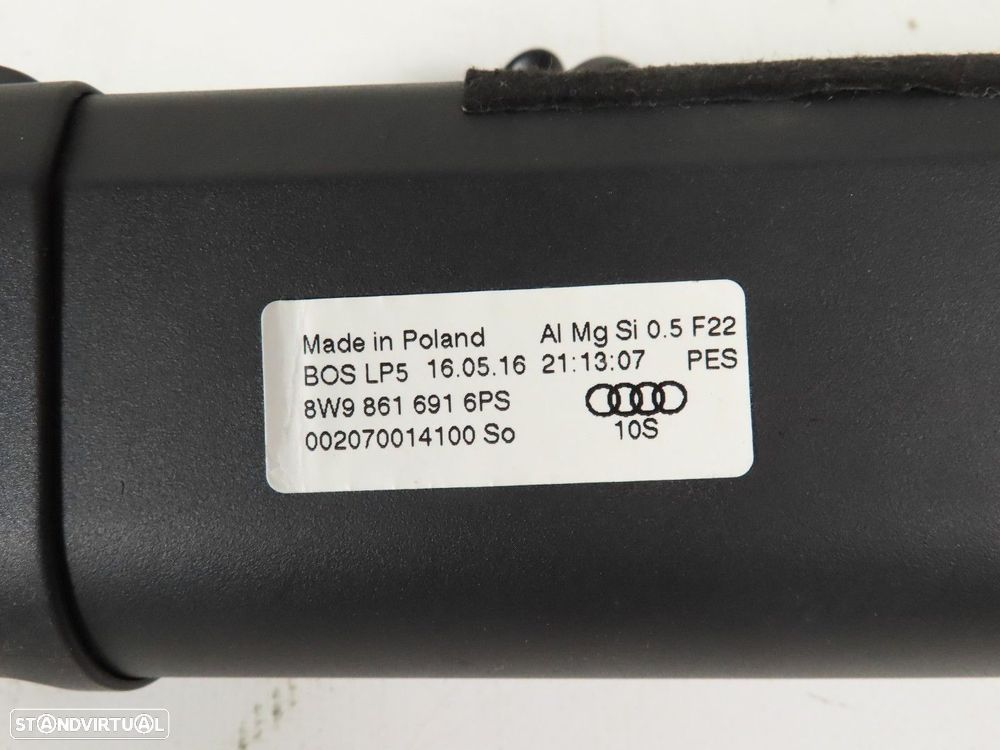 Made in Poland Al Mg Si 0.5 F22
BOS LP5 16.05.16 21:13:07 PES
8W9 861 691 6PS
002070014100 So 10S
STANDVIRTUAL